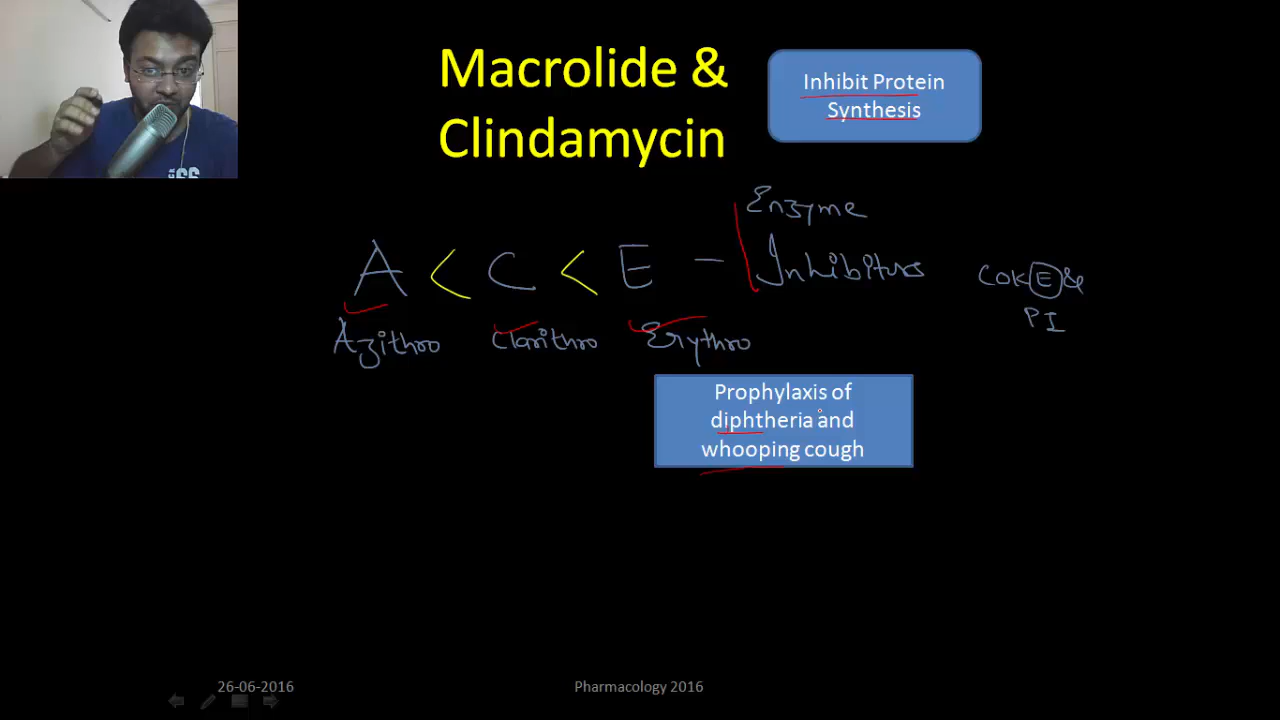 Macrolide &
Clindamycin
Inhibit Protein
Synthesis
Enzyme
A < C < E - Inhibitors
COK E &
PI
Azithro Clarithro Erythro
Prophylaxis of
diphtheria and
whooping cough
26-06-2016
Pharmacology 2016